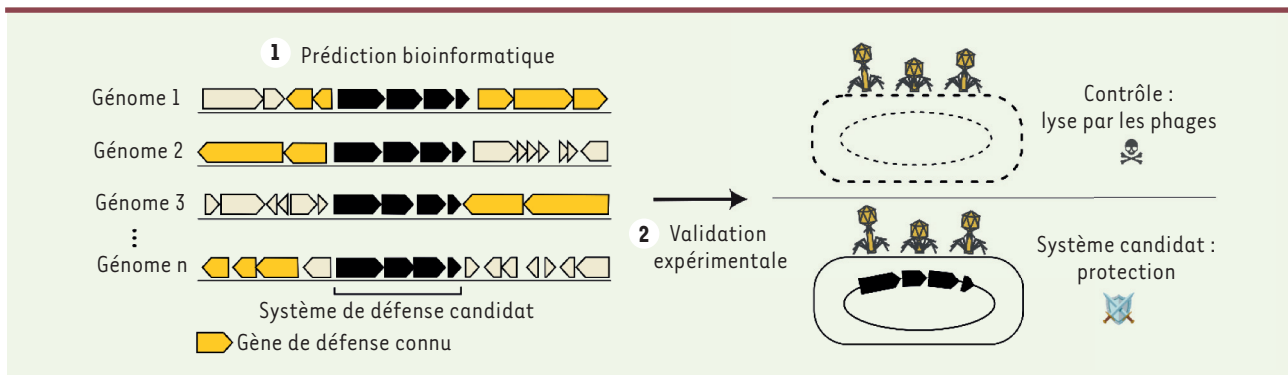 1 Prédiction bioinformatique
Génome 1
Génome 2
Génome 3
Génome n
Système de défense candidat
Gène de défense connu
2 Validation
expérimentale
Contrôle :
lyse par les phages
Système candidat :
protection